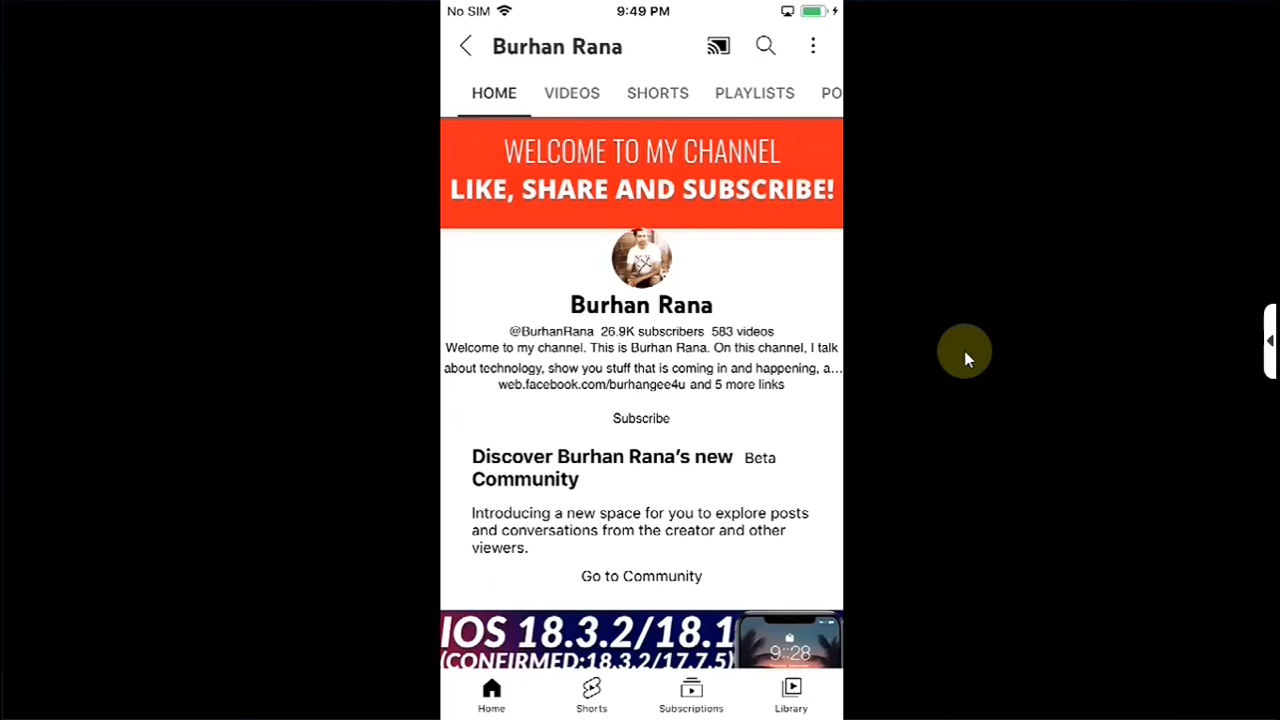 No SIM 9:49 PM
Burhan Rana
HOME VIDEOS SHORTS PLAYLISTS PO
WELCOME TO MY CHANNEL
LIKE, SHARE AND SUBSCRIBE!
Burhan Rana
@BurhanRana 26.9K subscribers 583 videos
Welcome to my channel. This is Burhan Rana. On this channel, I talk
about technology, show you stuff that is coming in and happening, a...
web.facebook.com/burhangee4u and 5 more links
Subscribe
Discover Burhan Rana's new Beta
Community
Introducing a new space for you to explore posts
and conversations from the creator and other
viewers.
Go to Community
IOS 18.3.2/18.1
(CONFIRMED:18.3.2/17.7.5)
9:28
Home Shorts Subscriptions Library